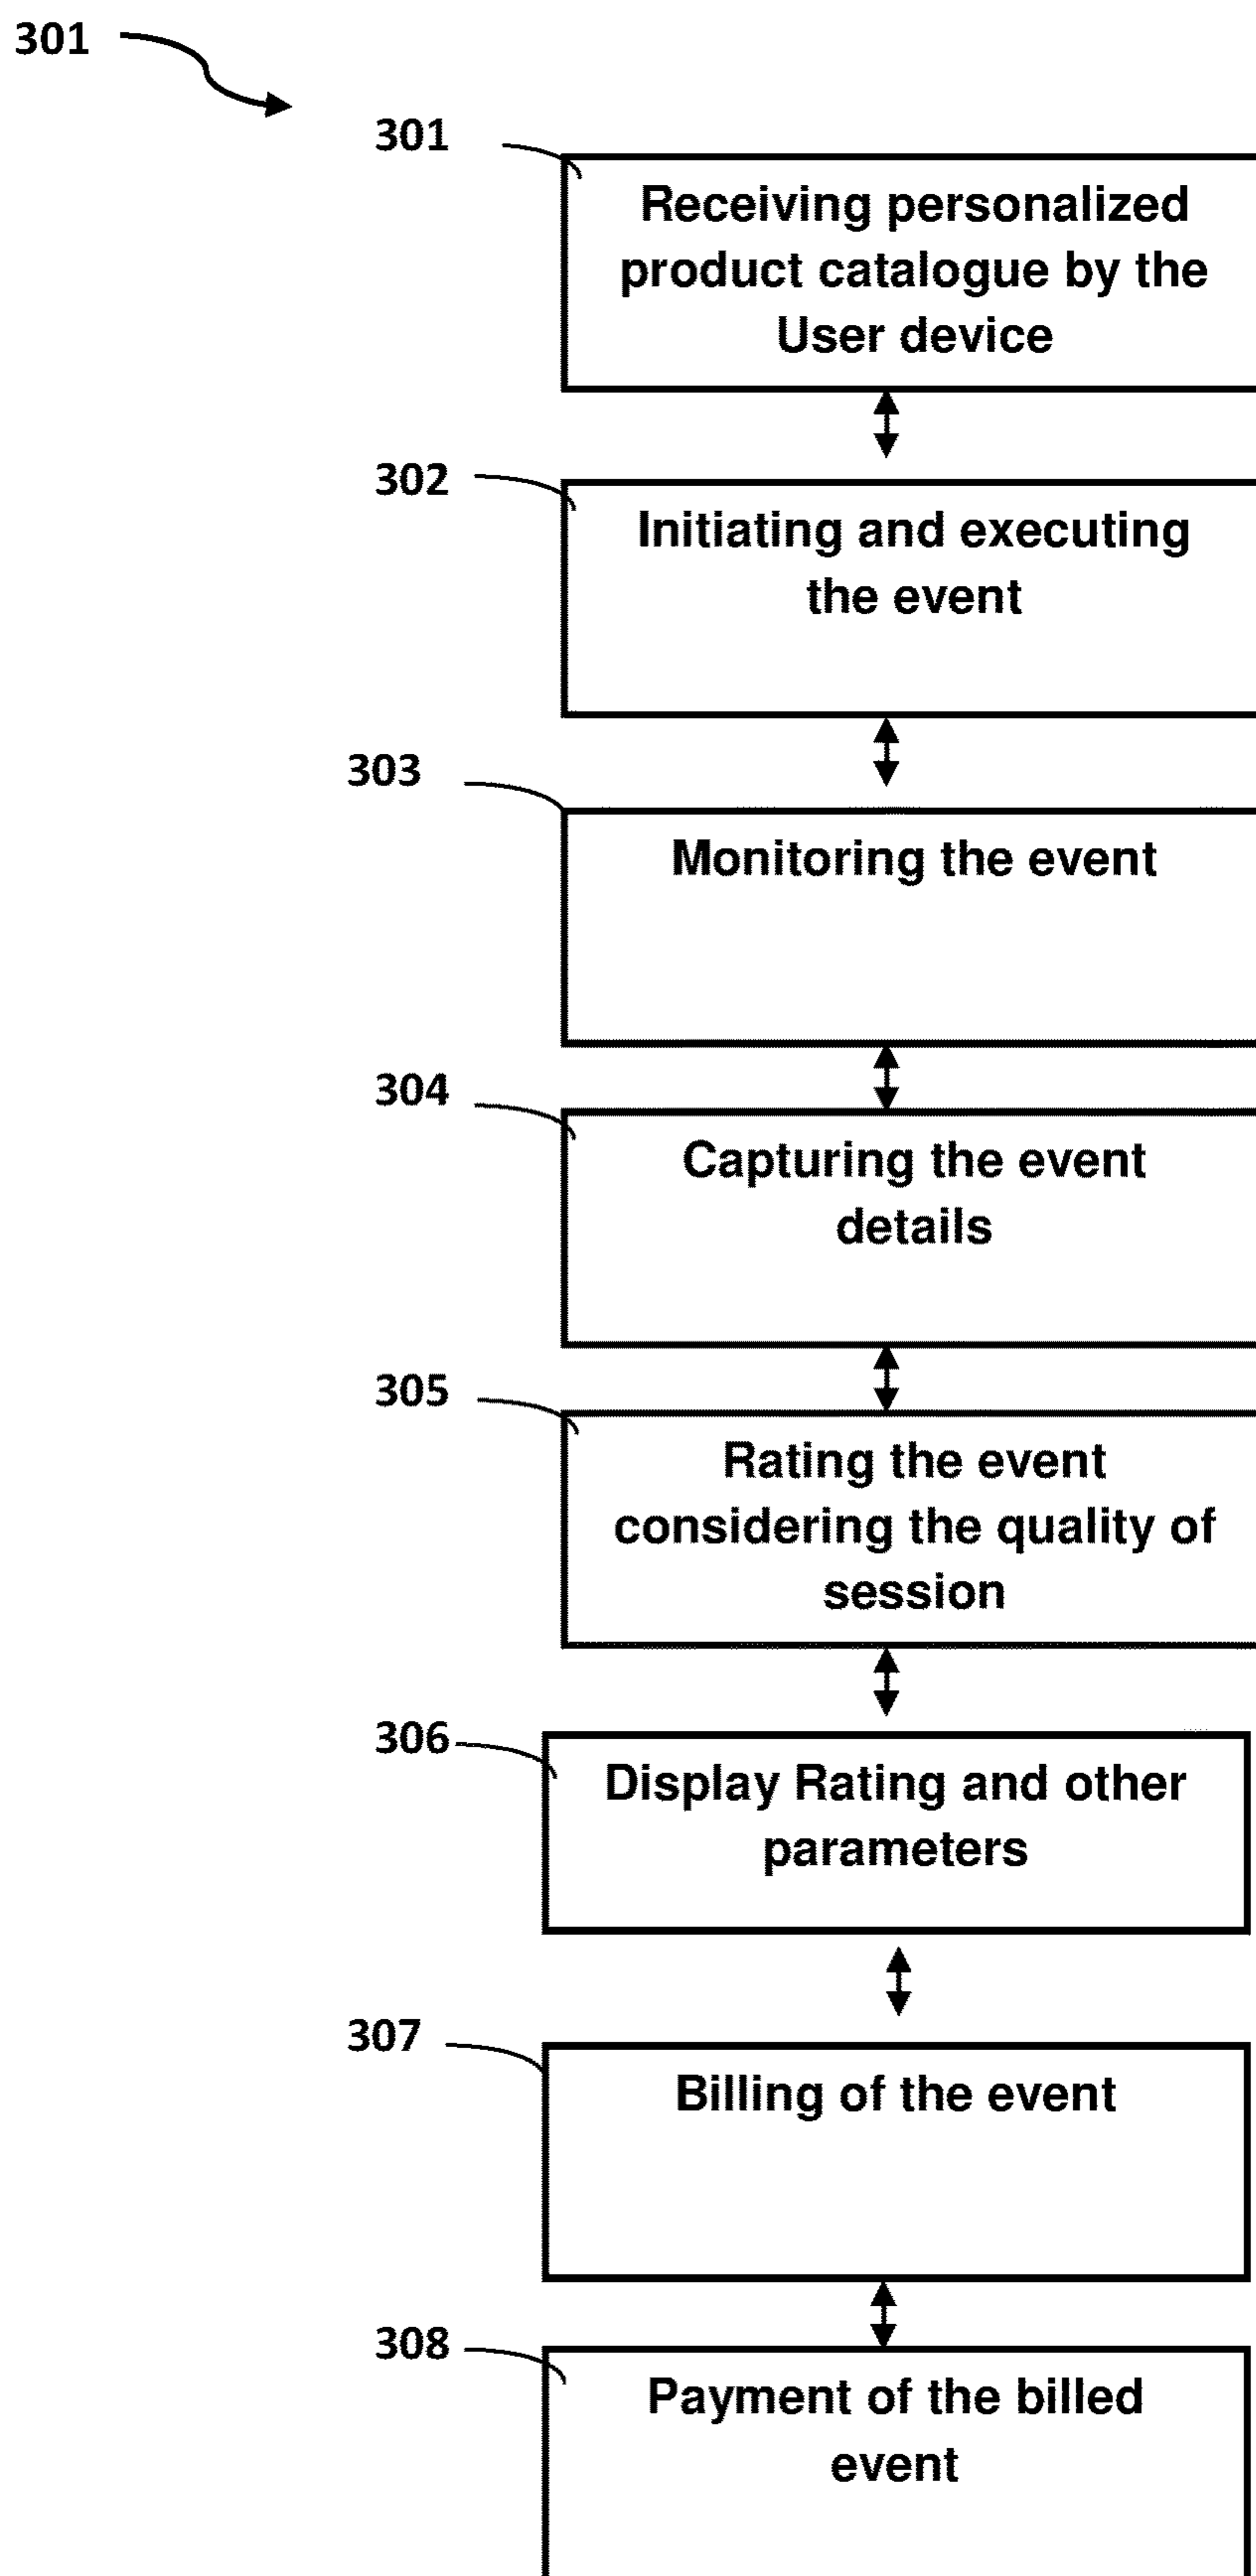 301
301
Receiving personalized
product catalogue by the
User device
302
Initiating and executing
the event
303
Monitoring the event
304
Capturing the event
details
305
Rating the event
considering the quality of
session
306
Display Rating and other
parameters
307
Billing of the event
308
Payment of the billed
event